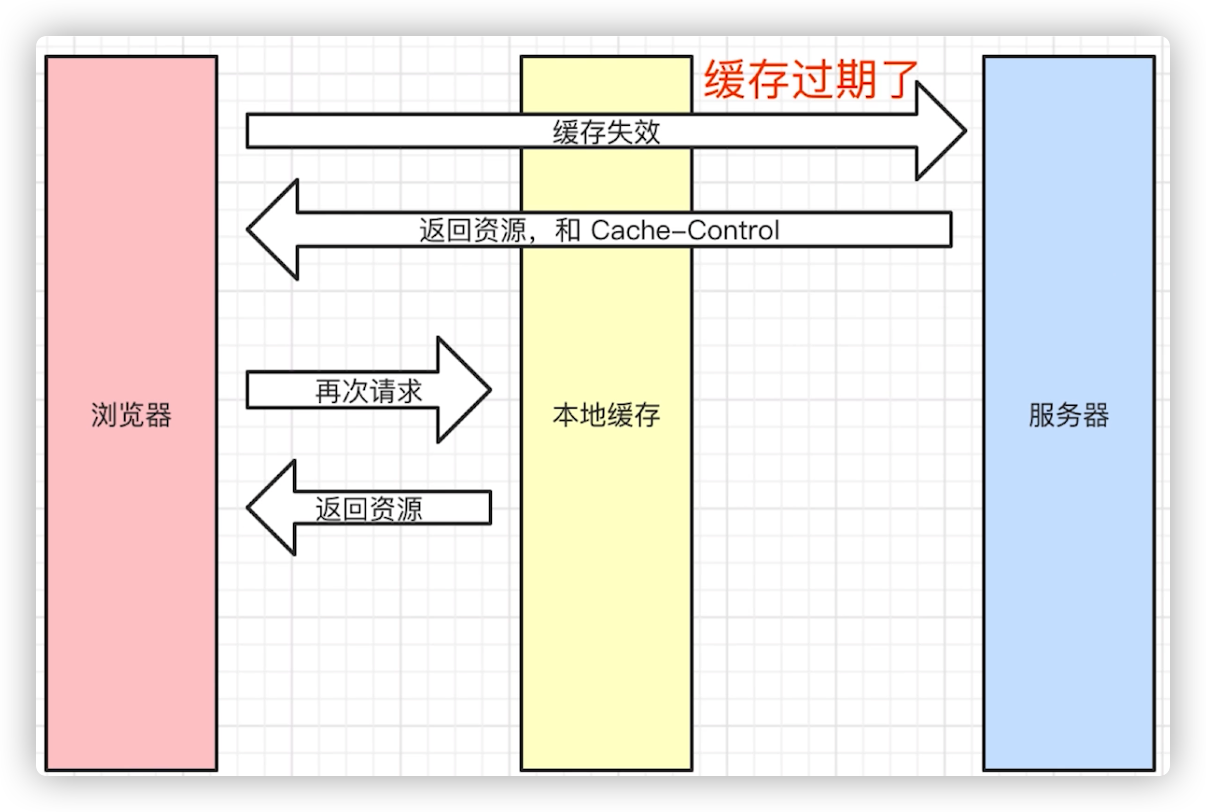 缓存过期了
缓存失效
返回资源，和 Cache-Control
再次请求
浏览器
本地缓存
服务器
返回资源